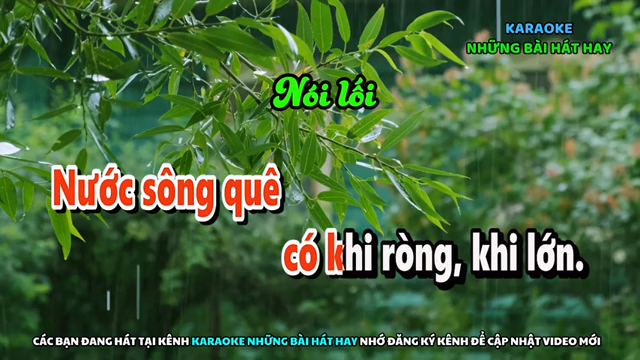 KARAOKE
NHỮNG BÀI HÁT HAY
Nói lối
Nước sông quê
có khi ròng, khi lớn.
CÁC BẠN ĐANG HÁT TẠI KÊNH KARAOKE NHỮNG BÀI HÁT HAY NHỚ ĐĂNG KÝ KÊNH ĐỂ CẬP NHẬT VIDEO MỚI